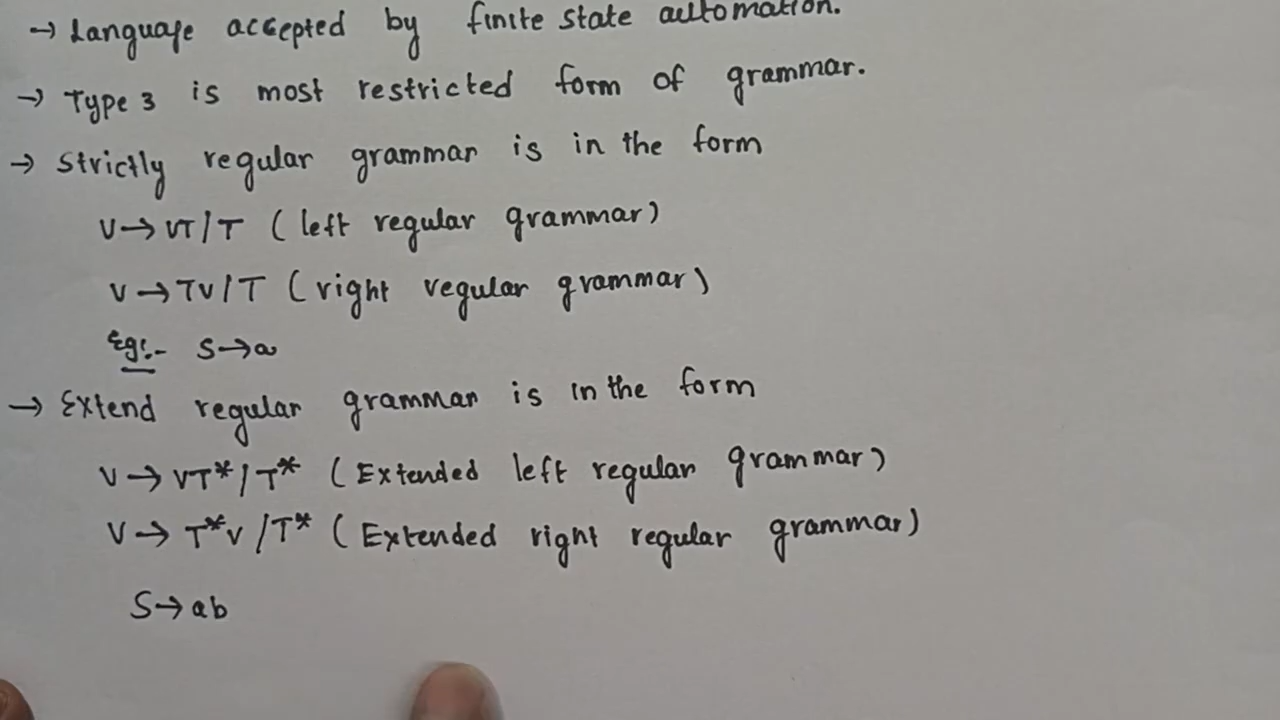 → Language accepted by finite state automation.
→ Type 3 is most restricted form of grammar.
→ Strictly regular grammar is in the form
V → VT / T ( left regular grammar)
V → TV / T ( right regular grammar)
Eg:- S → a
→ Extend regular grammar is in the form
V → VT* / T* ( Extended left regular grammar)
V → T*V / T* ( Extended right regular grammar)
S → ab